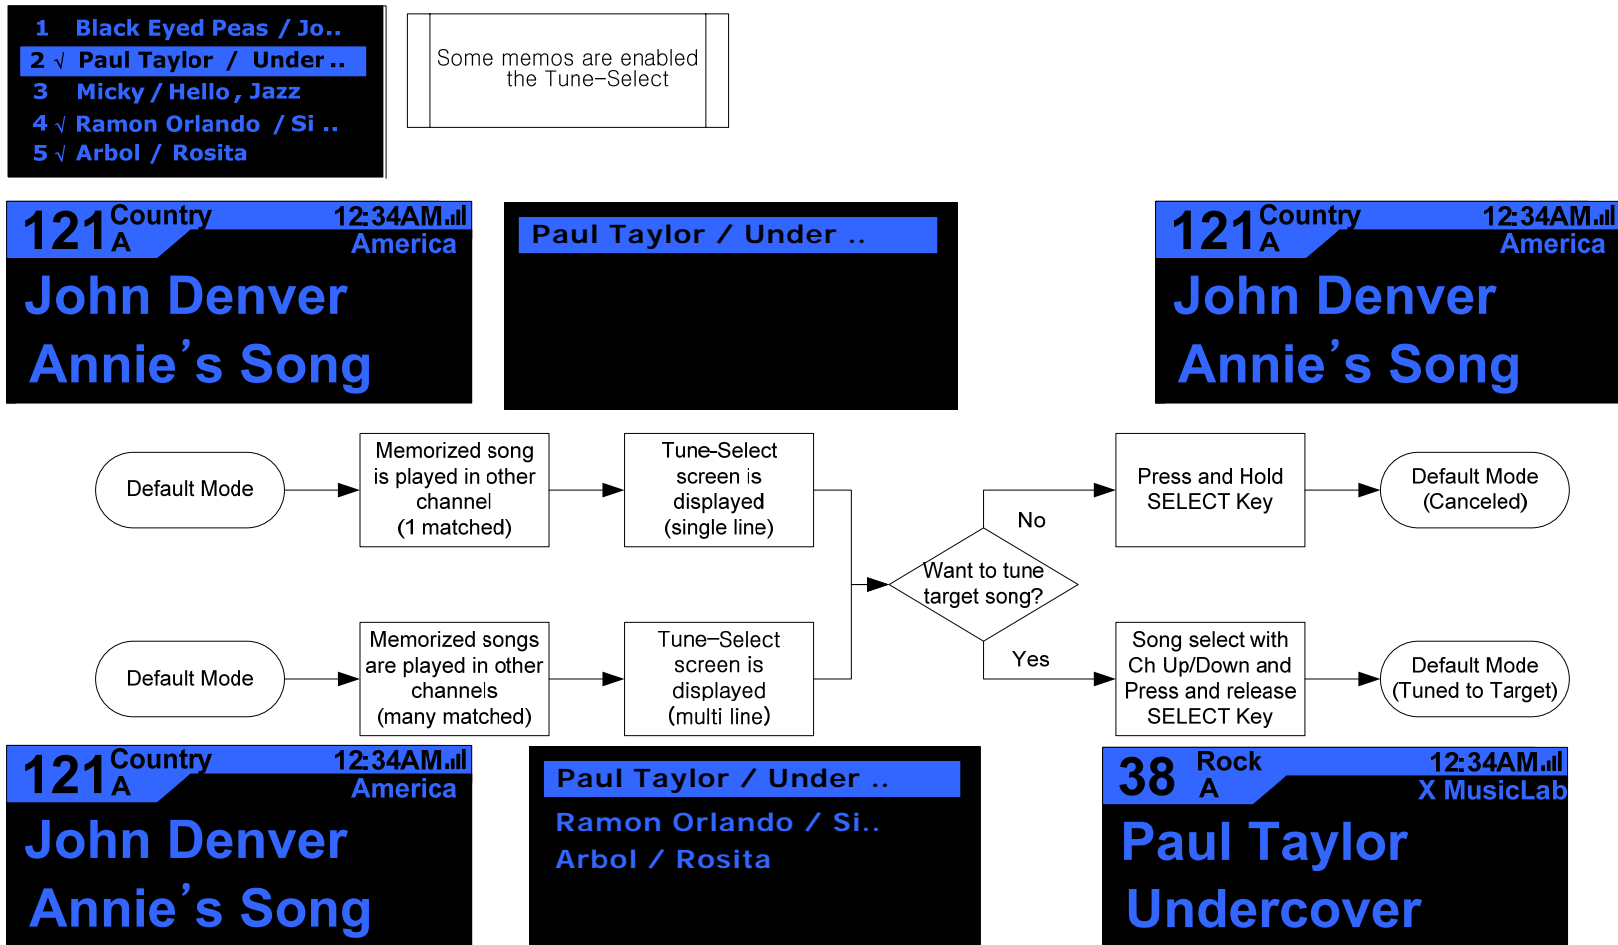 1 Black Eyed Peas / Jo..
2 √ Paul Taylor / Under ..
3 Micky / Hello, Jazz
4 √ Ramon Orlando / Si ..
5 √ Arbol / Rosita
Some memos are enabled
the Tune-Select
121 Country 12:34AM
A America
John Denver
Annie's Song
Paul Taylor / Under ..
121 Country 12:34AM
A America
John Denver
Annie's Song
Default Mode
Memorized song
is played in other
channel
(1 matched)
Tune-Select
screen is
displayed
(single line)
No
Press and Hold
SELECT Key
Default Mode
(Canceled)
Want to tune
target song?
Default Mode
Memorized songs
are played in other
channels
(many matched)
Tune-Select
screen is
displayed
(multi line)
Yes
Song select with
Ch Up/Down and
Press and release
SELECT Key
Default Mode
(Tuned to Target)
121 Country 12:34AM
A America
John Denver
Annie's Song
Paul Taylor / Under ..
Ramon Orlando / Si..
Arbol / Rosita
38 Rock 12:34AM
A X MusicLab
Paul Taylor
Undercover